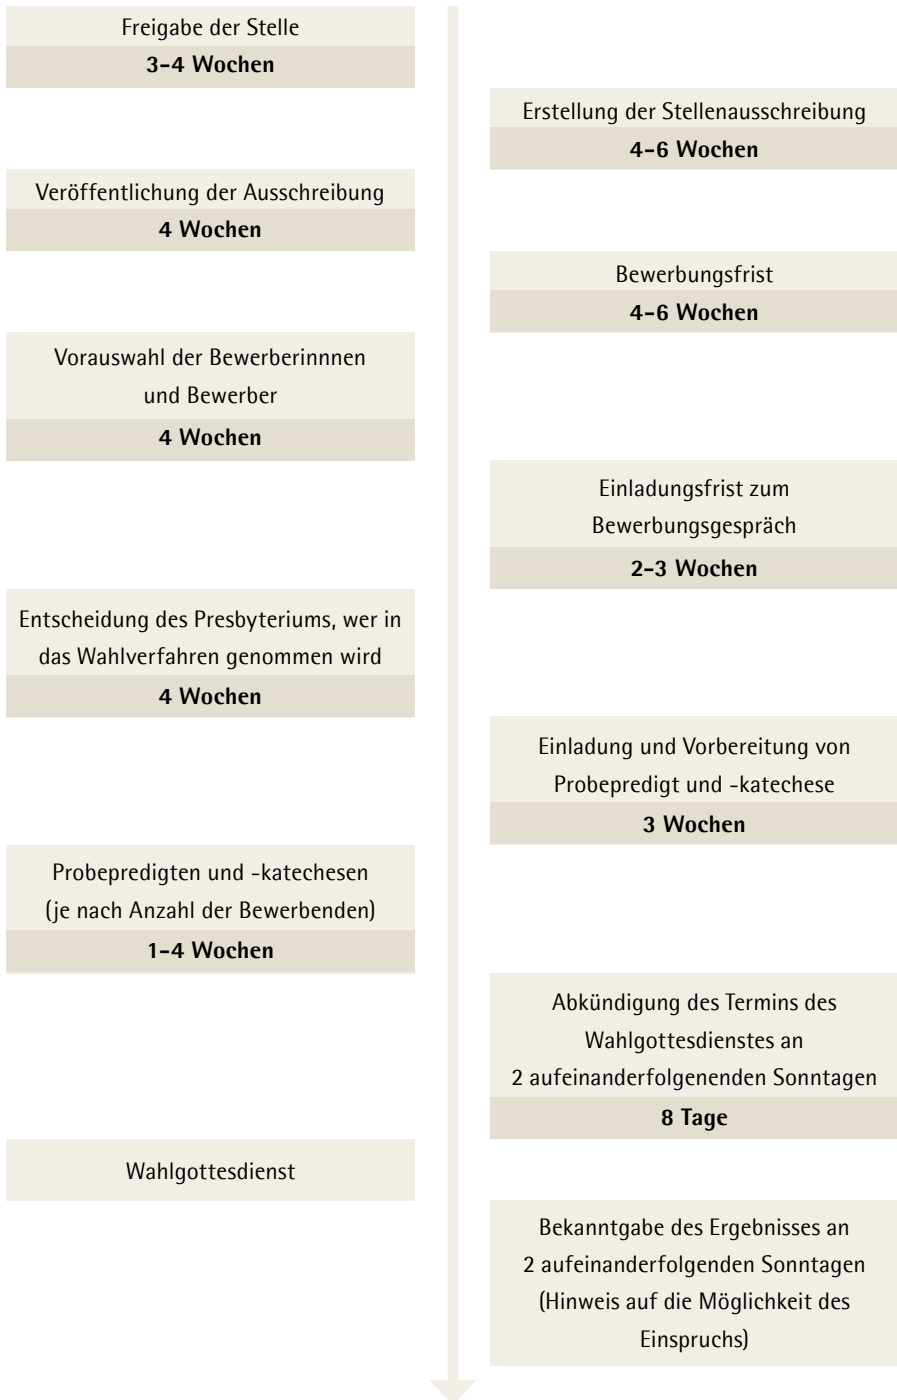 Freigabe der Stelle
3-4 Wochen
Erstellung der Stellenausschreibung
4-6 Wochen
Veröffentlichung der Ausschreibung
4 Wochen
Bewerbungsfrist
4-6 Wochen
Vorauswahl der Bewerberinnnen
und Bewerber
4 Wochen
Einladungsfrist zum
Bewerbungsgespräch
2-3 Wochen
Entscheidung des Presbyteriums, wer in
das Wahlverfahren genommen wird
4 Wochen
Einladung und Vorbereitung von
Probepredigt und -katechese
3 Wochen
Probepredigten und -katechesen
(je nach Anzahl der Bewerbenden)
1-4 Wochen
Abkündigung des Termins des
Wahlgottesdienstes an
2 aufeinanderfolgenenden Sonntagen
8 Tage
Wahlgottesdienst
Bekanntgabe des Ergebnisses an
2 aufeinanderfolgenden Sonntagen
(Hinweis auf die Möglichkeit des
Einspruchs)